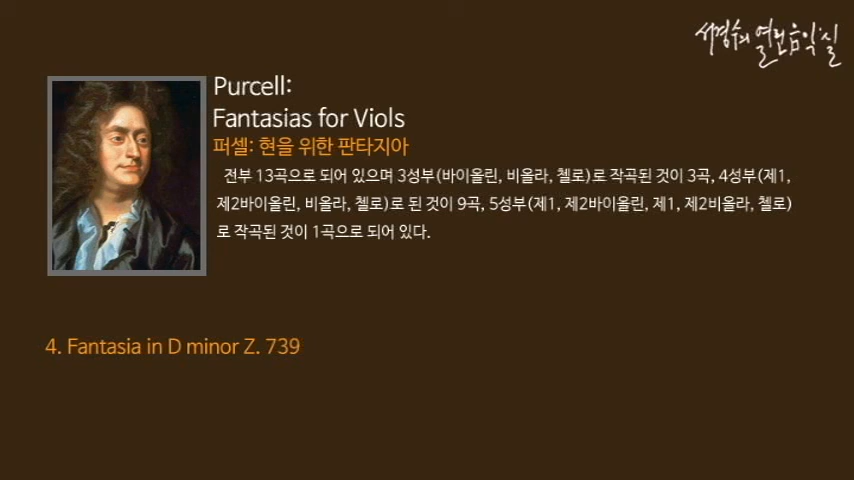 서경수의 열린音악실
Purcell:
Fantasias for Viols
퍼셀: 현을 위한 판타지아
전부 13곡으로 되어 있으며 3성부(바이올린, 비올라, 첼로)로 작곡된 것이 3곡, 4성부(제1,
제2바이올린, 비올라, 첼로)로 된 것이 9곡, 5성부(제1, 제2바이올린, 제1, 제2비올라, 첼로)
로 작곡된 것이 1곡으로 되어 있다.
4. Fantasia in D minor Z. 739